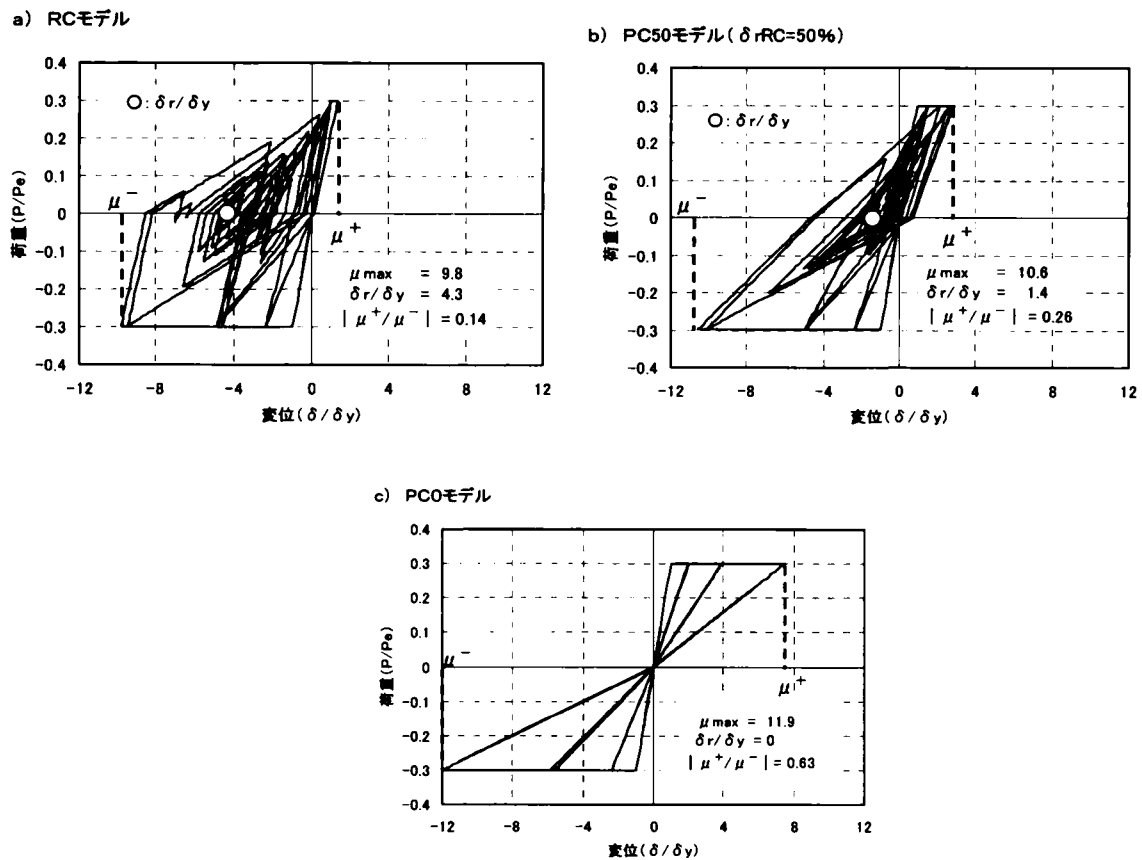 a) RCモデル
荷重(P/Pe)
0.4
0.3
0.2
0.1
0
-0.1
-0.2
-0.3
-0.4
○:δr/δy
μ-
μ+
μmax = 9.8
δr/δy = 4.3
|μ+/μ-|=0.14
-12 -8 -4 0 4 8 12
変位(δ/δy)
b) PC50モデル(δrRC=50%)
荷重(P/Pe)
0.4
0.3
0.2
0.1
0
-0.1
-0.2
-0.3
-0.4
○:δr/δy
μ-
μ+
μmax = 10.6
δr/δy = 1.4
|μ+/μ-|=0.26
-12 -8 -4 0 4 8 12
変位(δ/δy)
c) PC0モデル
荷重(P/Pe)
0.4
0.3
0.2
0.1
0
-0.1
-0.2
-0.3
-0.4
μ-
μ+
μmax = 11.9
δr/δy =0
|μ+/μ-|=0.63
-12 -8 -4 0 4 8 12
変位(δ/δy)